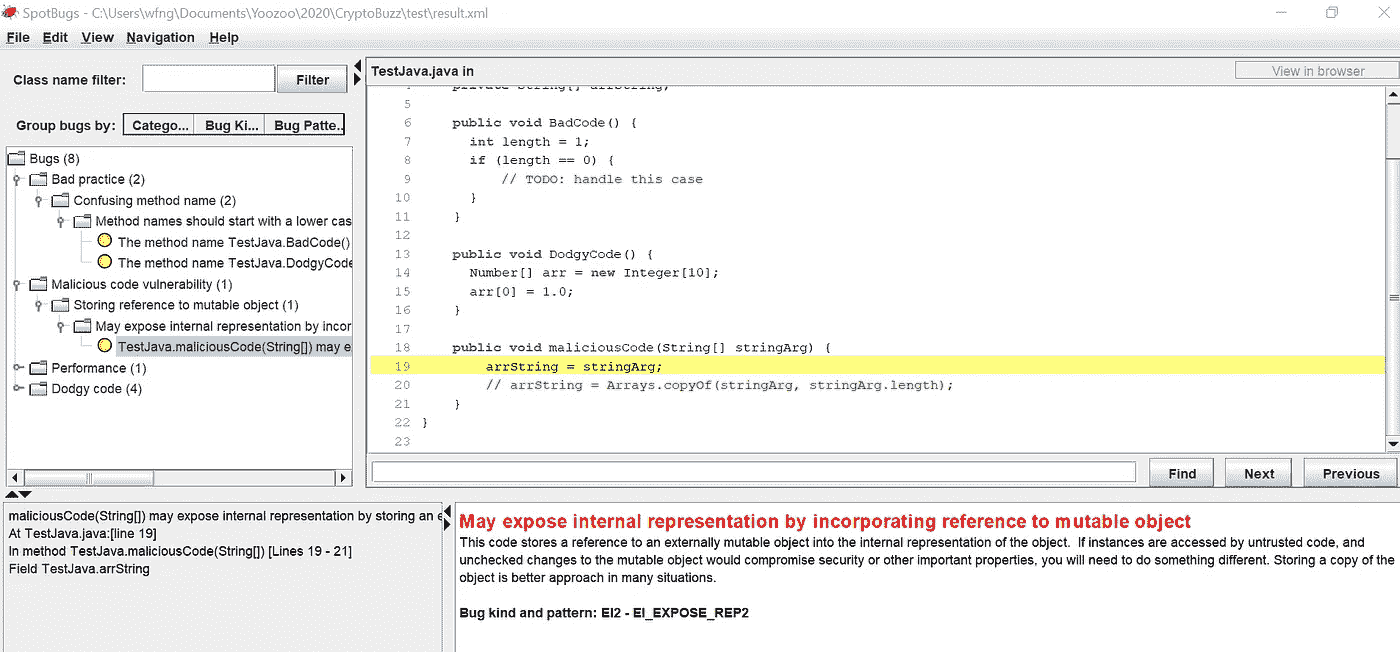 SpotBugs - C:\Users\wfng\Documents\Yoozoo\2020\CryptoBuzz\test\result.xml
File Edit View Navigation Help
Class name filter: Filter
Group bugs by: Catego... Bug Ki... Bug Patte..
Bugs (8)
Bad practice (2)
Confusing method name (2)
Method names should start with a lower cas
The method name TestJava.BadCode()
The method name TestJava.DodgyCode
Malicious code vulnerability (1)
Storing reference to mutable object (1)
May expose internal representation by incor
TestJava.maliciousCode(String[]) may e
Performance (1)
Dodgy code (4)
TestJava.java in
View in browser
4 private String[] arrString;
5
6 public void BadCode() {
7 int length = 1;
8 if (length == 0) {
9 // TODO: handle this case
10 }
11 }
12
13 public void DodgyCode() {
14 Number[] arr = new Integer[10];
15 arr[0] = 1.0;
16 }
17
18 public void maliciousCode(String[] stringArg) {
19 arrString = stringArg;
20 // arrString = Arrays.copyOf(stringArg, stringArg.length);
21 }
22 }
23
Find Next Previous
maliciousCode(String[]) may expose internal representation by storing an e
At TestJava.java:[line 19]
In method TestJava.maliciousCode(String[]) [Lines 19 - 21]
Field TestJava.arrString
May expose internal representation by incorporating reference to mutable object
This code stores a reference to an externally mutable object into the internal representation of the object. If instances are accessed by untrusted code, and
unchecked changes to the mutable object would compromise security or other important properties, you will need to do something different. Storing a copy of the
object is better approach in many situations.
Bug kind and pattern: EI2 - EI_EXPOSE_REP2